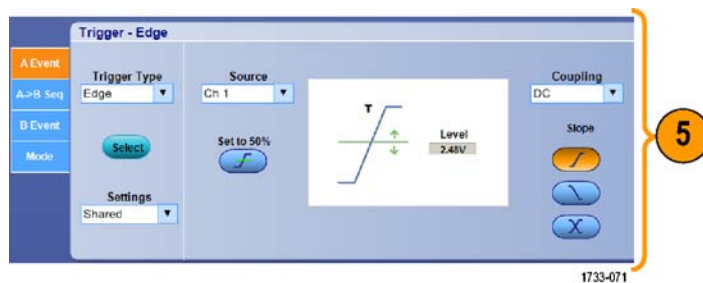 Trigger - Edge
A Event
A->B Seq
B Event
Mode
Trigger Type
Edge
Select
Settings
Shared
Source
Ch 1
Set to 50%
T
Level
2.48V
Coupling
DC
Slope
5
1733-071